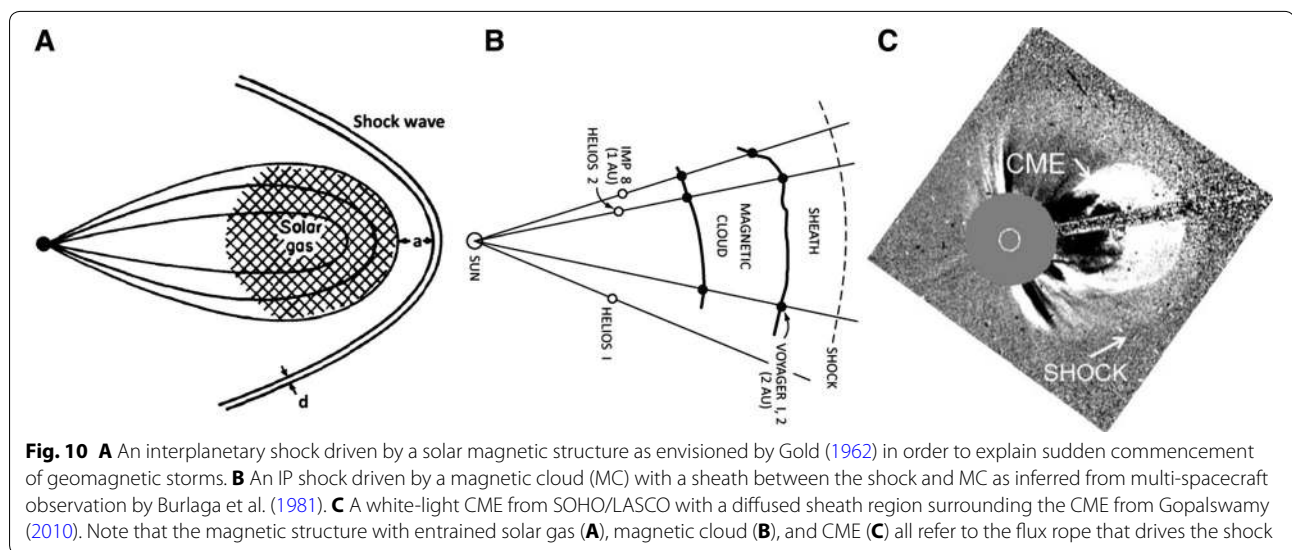 A
B
C
Shock wave
Solar
gas
a
d
SUN
IMP 8
(1 AU)
HELIOS 2
HELIOS I
MAGNETIC
CLOUD
SHEATH
VOYAGER I, 2
(2 AU)
SHOCK
CME
SHOCK
Fig. 10 A An interplanetary shock driven by a solar magnetic structure as envisioned by Gold (1962) in order to explain sudden commencement
of geomagnetic storms. B An IP shock driven by a magnetic cloud (MC) with a sheath between the shock and MC as inferred from multi-spacecraft
observation by Burlaga et al. (1981). C A white-light CME from SOHO/LASCO with a diffused sheath region surrounding the CME from Gopalswamy
(2010). Note that the magnetic structure with entrained solar gas (A), magnetic cloud (B), and CME (C) all refer to the flux rope that drives the shock